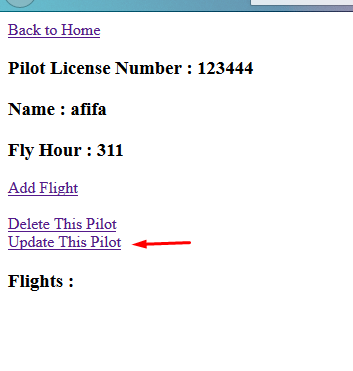 Back to Home
Pilot License Number : 123444
Name : afifa
Fly Hour : 311
Add Flight
Delete This Pilot
Update This Pilot
Flights :